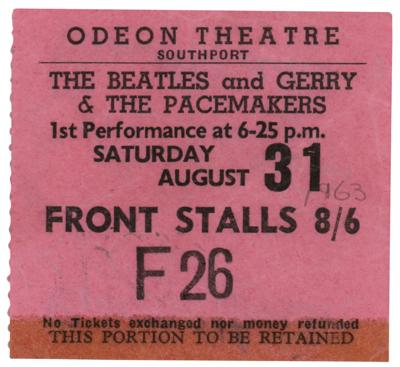 ODEON THEATRE
SOUTHPORT
THE BEATLES and GERRY
& THE PACEMAKERS
1st Performance at 6-25 p.m.
SATURDAY
AUGUST 31
1963
FRONT STALLS 8/6
F 26
No Tickets exchanged nor money refunded
THIS PORTION TO BE RETAINED